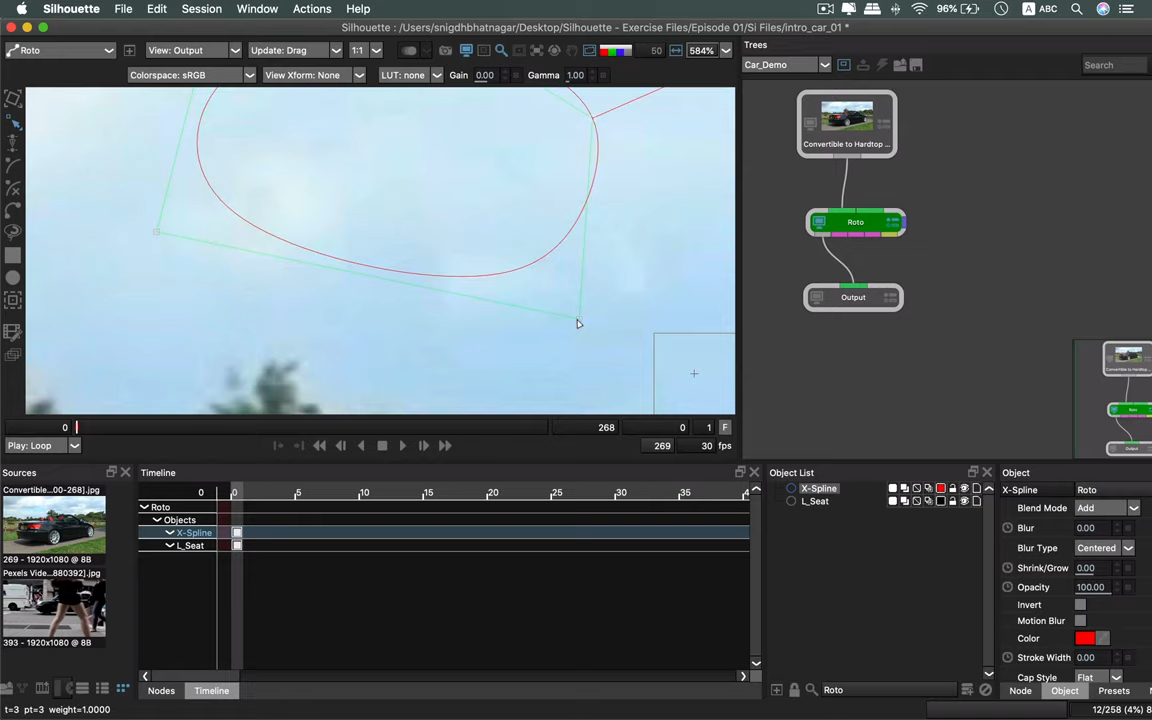 Silhouette File Session Window Actions Help 96% A ABC
Silhouette : /Users/snigdhbhatnagar/Desktop/Silhouette - Exercise Files/Episode 01/Si Files/intro_car_01 *
Roto View: Output Update: Drag 1:1 50 584% Trees
Colorspace: sRGB View Xform: None LUT: none Gain 0.00 Gamma 1.00 Car_Demo Search
Convertible to Hardtop ...
Roto
Output
Convertible to Hardtop ...
Roto
Output
0 268 0 1 F
Play: Loop 269 30 fps
Sources Timeline Object List Object
Convertible...00-268].jpg 0 0 5 10 15 20 25 30 35 4 X-Spline X-Spline Roto
Roto L_Seat Blend Mode Add
Objects Blur 0.00
X-Spline Blur Type Centered
L_Seat
269 - 1920x1080 @ 8B Shrink/Grow 0.00
Pexels Vide...880392].jpg Opacity 100.00
Invert
Motion Blur
Color
393 - 1920x1080 @ 8B Stroke Width 0.00
Cap Style Flat
Nodes Timeline Roto Node Object Presets
t=3 pt=3 weight=1.0000 12/258 (4%) 8